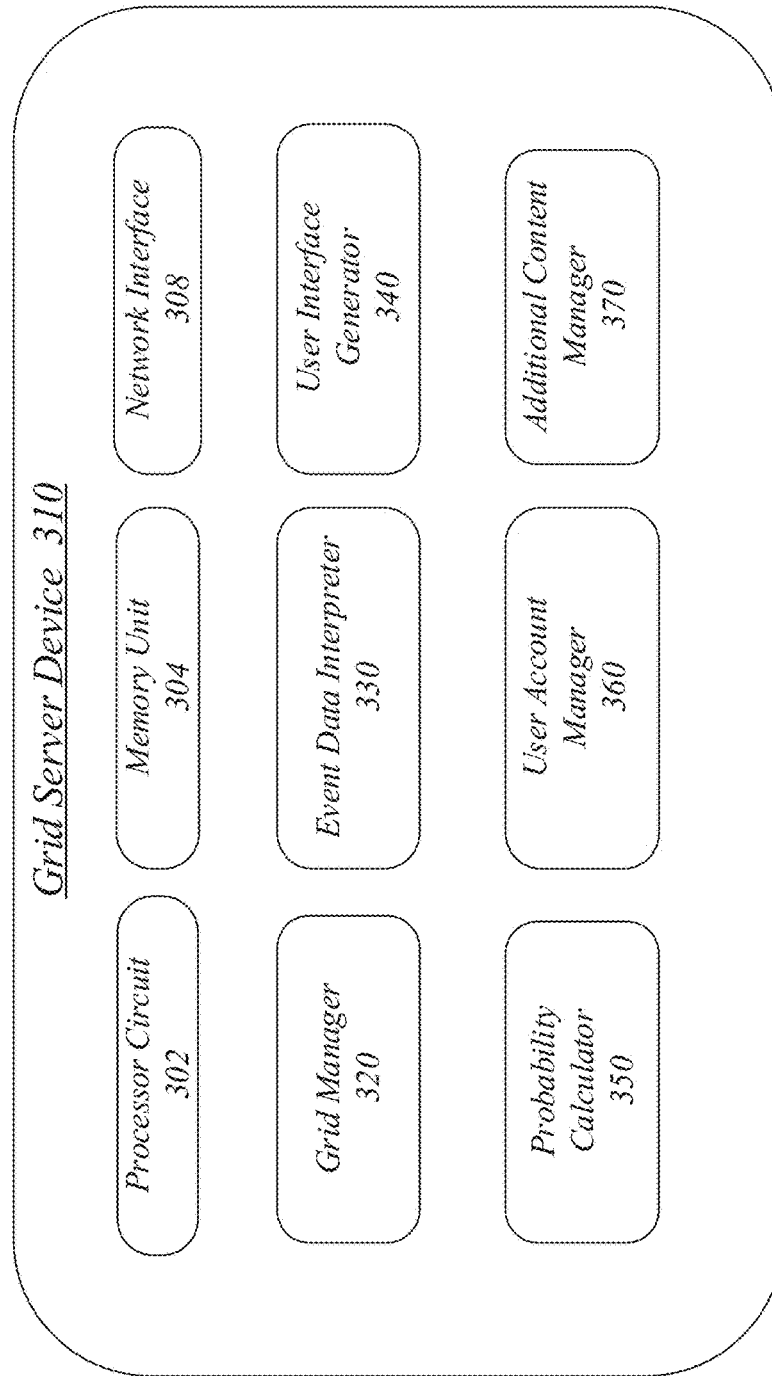 Grid Server Device 310
Processor Circuit
302
Memory Unit
304
Network Interface
308
Grid Manager
320
Event Data Interpreter
330
User Interface
Generator
340
Probability
Calculator
350
User Account
Manager
360
Additional Content
Manager
370